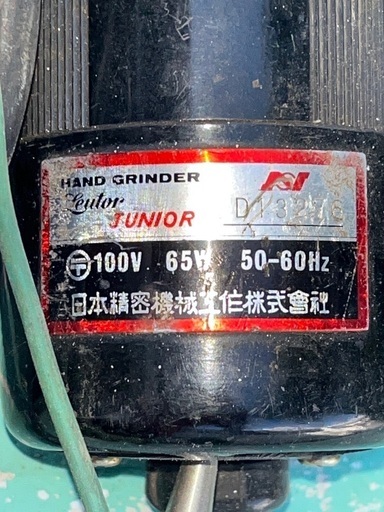 HAND GRINDER
Leutor
JUNIOR
〒100V 65W 50-60Hz
日本精密機械工作株式會社